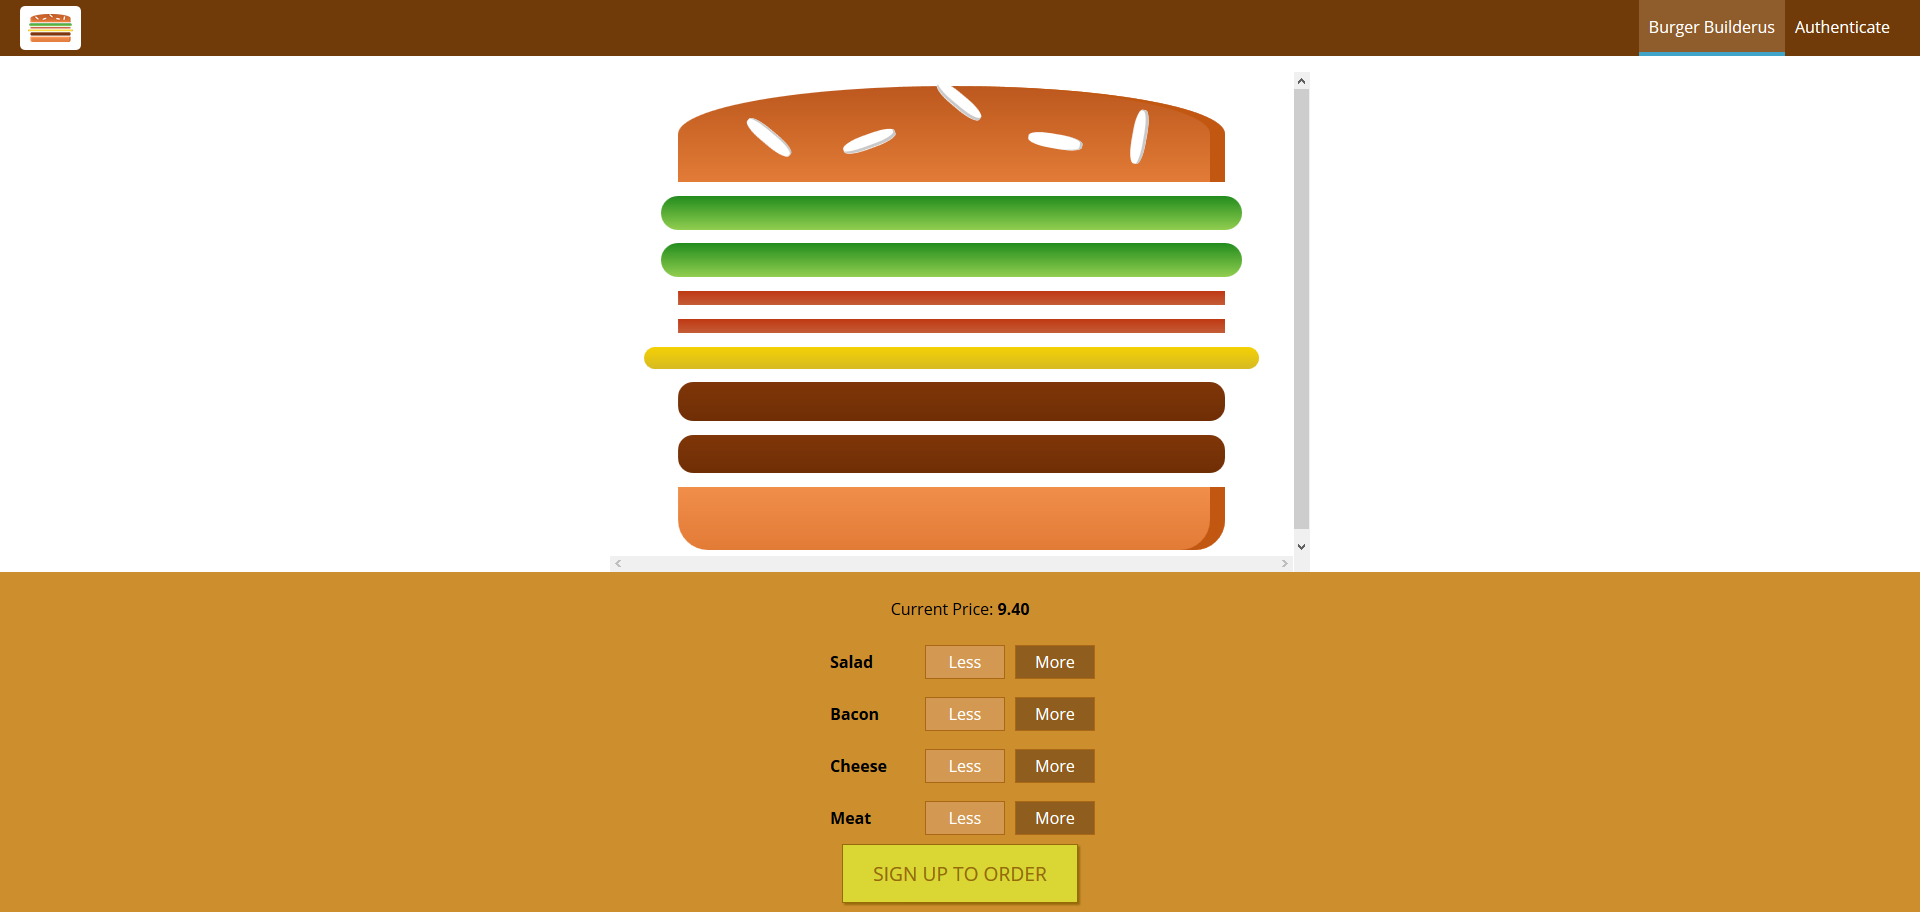 Burger Builderus Authenticate
Current Price: 9.40
Salad Less More
Bacon Less More
Cheese Less More
Meat Less More
SIGN UP TO ORDER